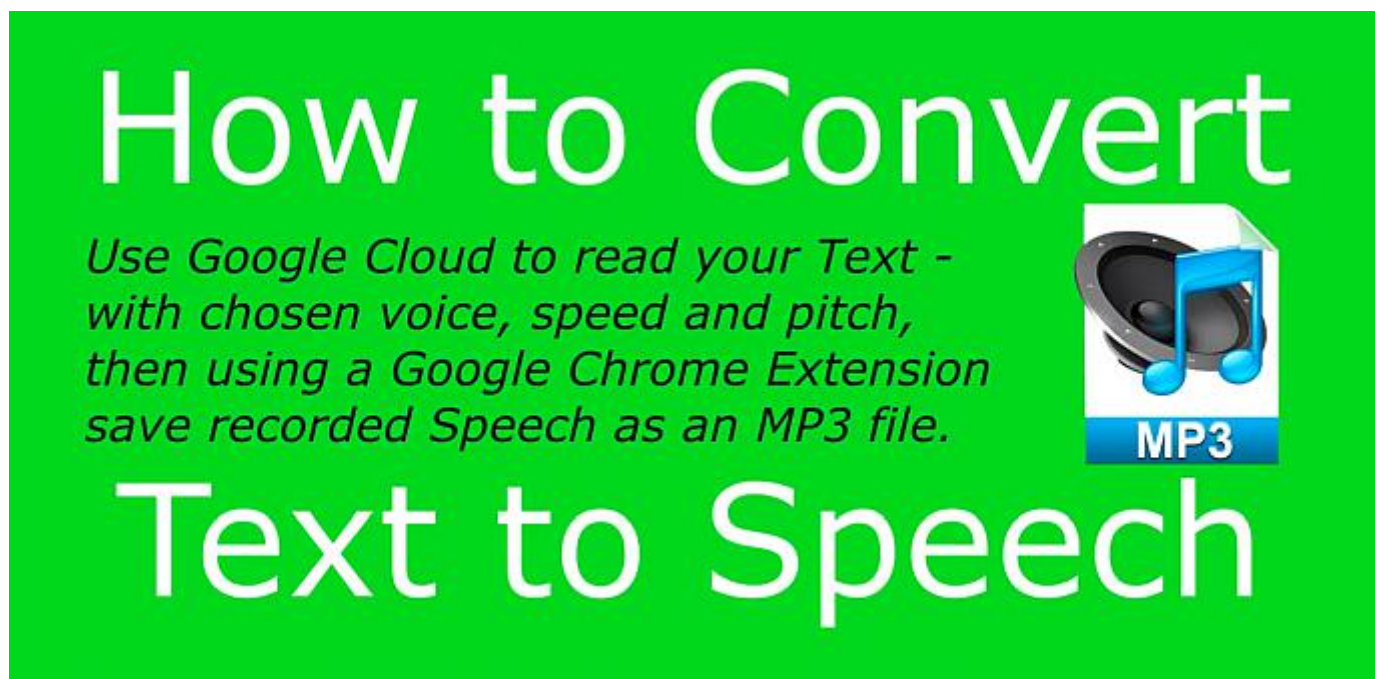 How to Convert
Use Google Cloud to read your Text -
with chosen voice, speed and pitch,
then using a Google Chrome Extension
save recorded Speech as an MP3 file.
MP3
Text to Speech